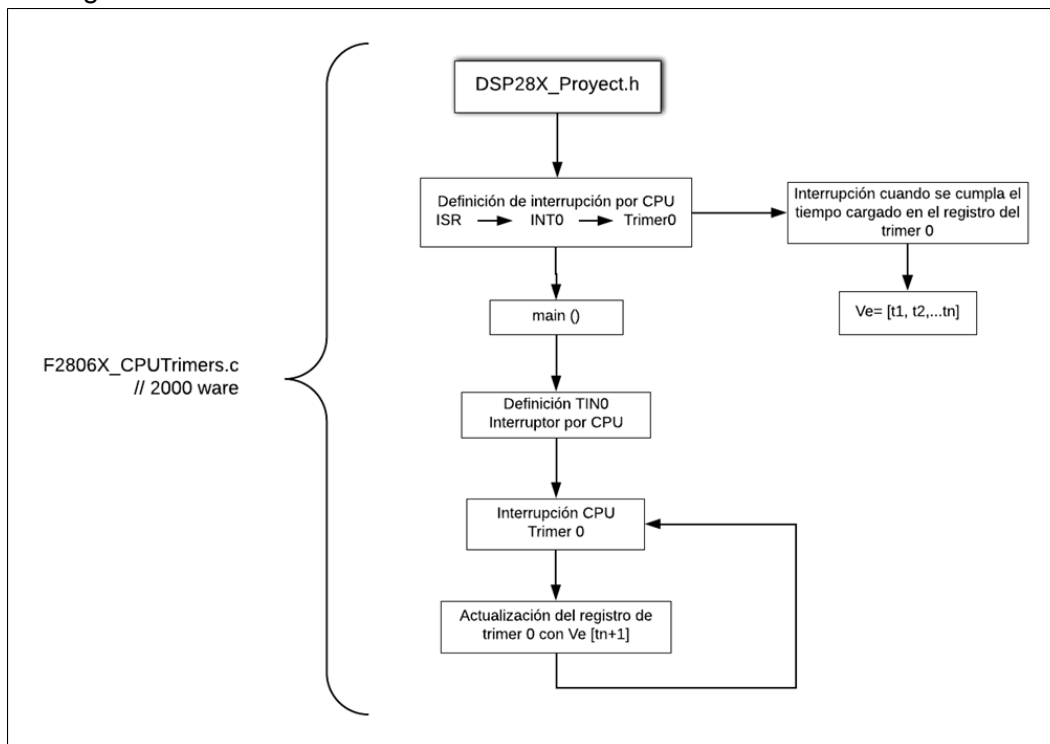 DSP28X_Proyect.h
Definición de interrupción por CPU
ISR INT0 Trimer0
Interrupción cuando se cumpla el
tiempo cargado en el registro del
trimer 0
Ve= [t1, t2,...tn]
main ()
F2806X_CPUTrimers.c
// 2000 ware
Definición TIN0
Interruptor por CPU
Interrupción CPU
Trimer 0
Actualización del registro de
trimer 0 con Ve [tn+1]